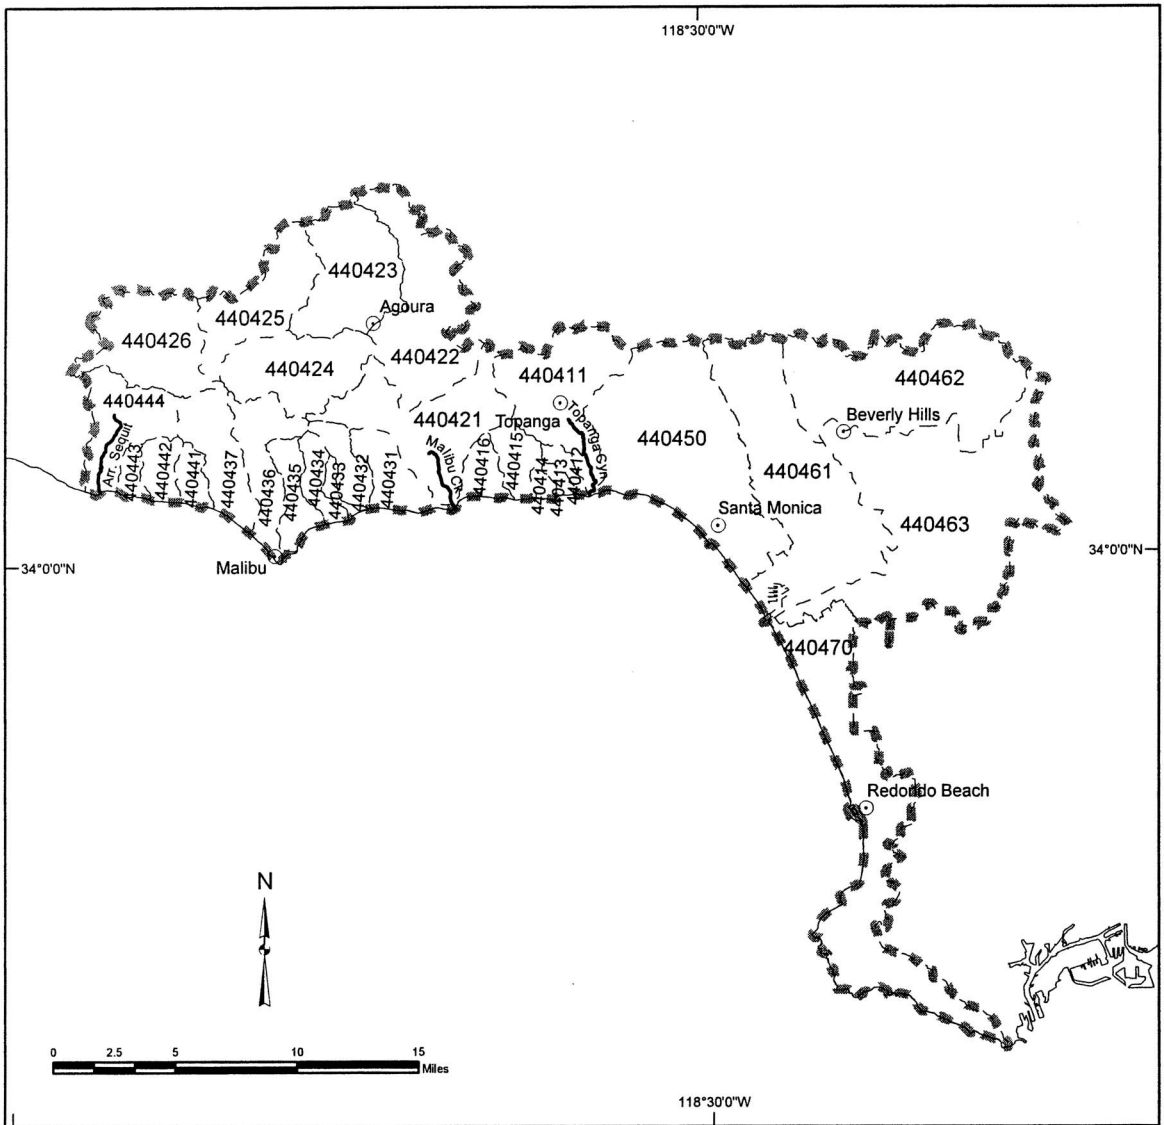 118°30'0"W
440423
Agoura
440425
440426
440422
440424
440411
440462
440444
Beverly Hills
440421
Topanga
Topanga Cyn.
440450
Arr. Sequit
Malibu Ck.
440443
440442
440441
440437
440436
440435
440434
440433
440432
440431
440416
440415
440414
440413
440412
440461
Santa Monica
440463
34°0'0"N
34°0'0"N
Malibu
440470
Redondo Beach
N
0 2.5 5 10 15
Miles
118°30'0"W